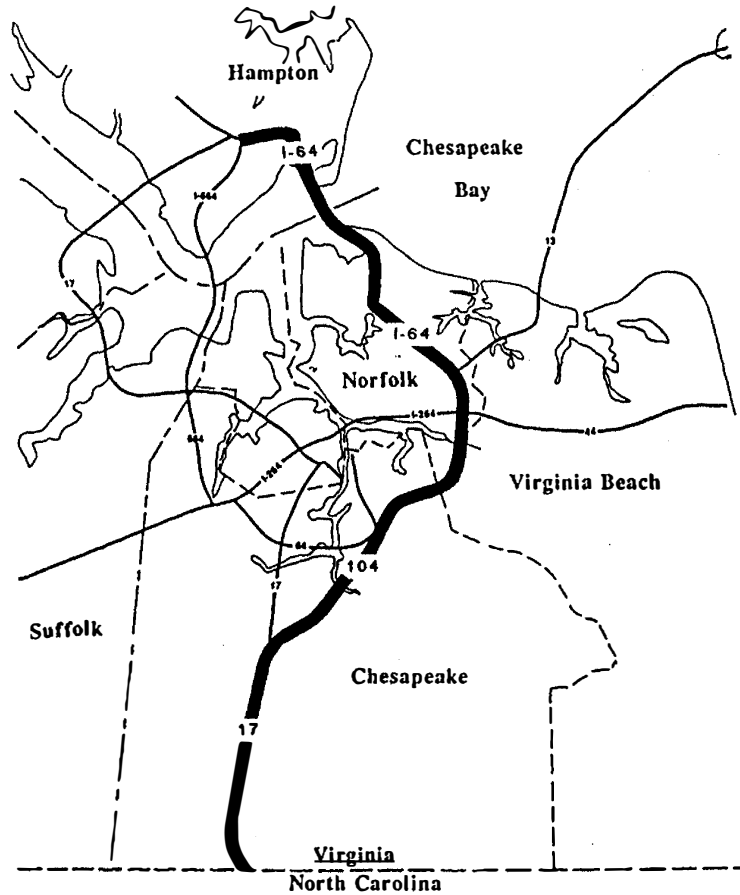 Hampton
I-64
Chesapeake
Bay
I-664
13
17
I-64
Norfolk
I-264
44
664
I-264
Virginia Beach
64
104
17
Suffolk
Chesapeake
17
Virginia
North Carolina